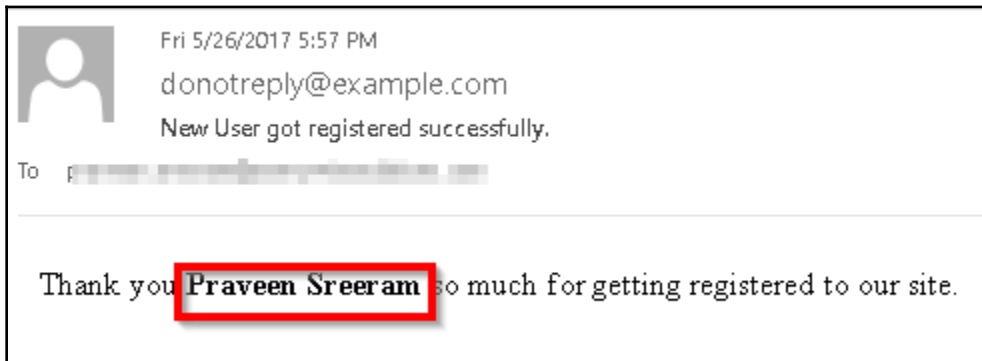 Fri 5/26/2017 5:57 PM
donotreply@example.com
New User got registered successfully.
To
Thank you Praveen Sreeram so much for getting registered to our site.